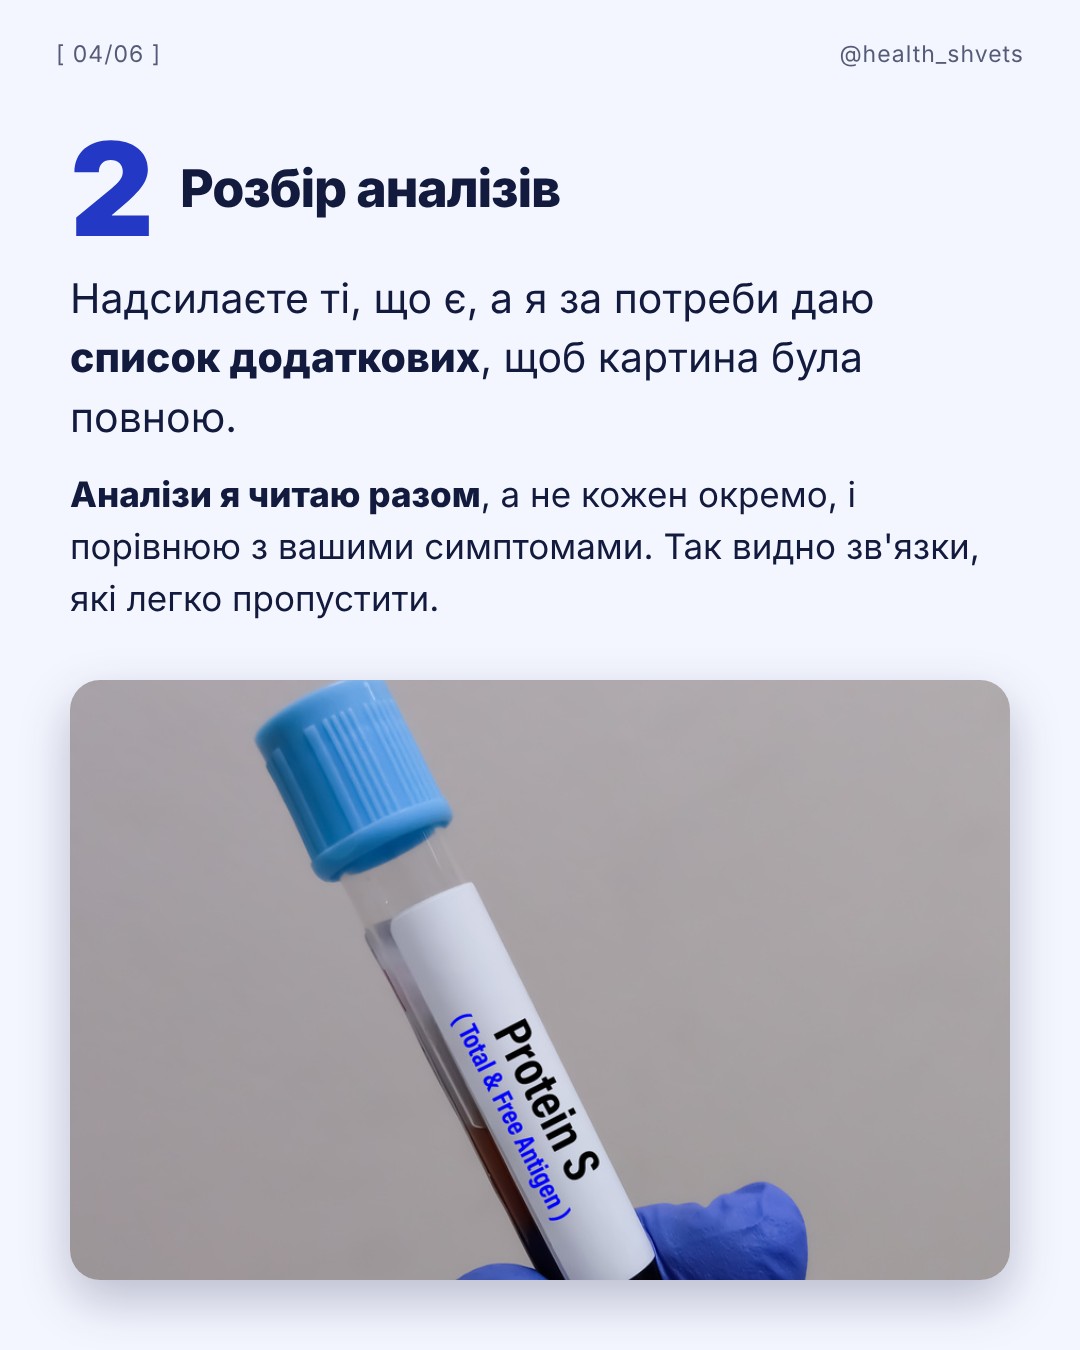 [ 04/06 ]
@health_shvets
2 Розбір аналізів
Надсилаєте ті, що є, а я за потреби даю
список додаткових, щоб картина була
повною.
Аналізи я читаю разом, а не кожен окремо, і
порівнюю з вашими симптомами. Так видно зв'язки,
які легко пропустити.
Protein S
( Total & Free Antigen )